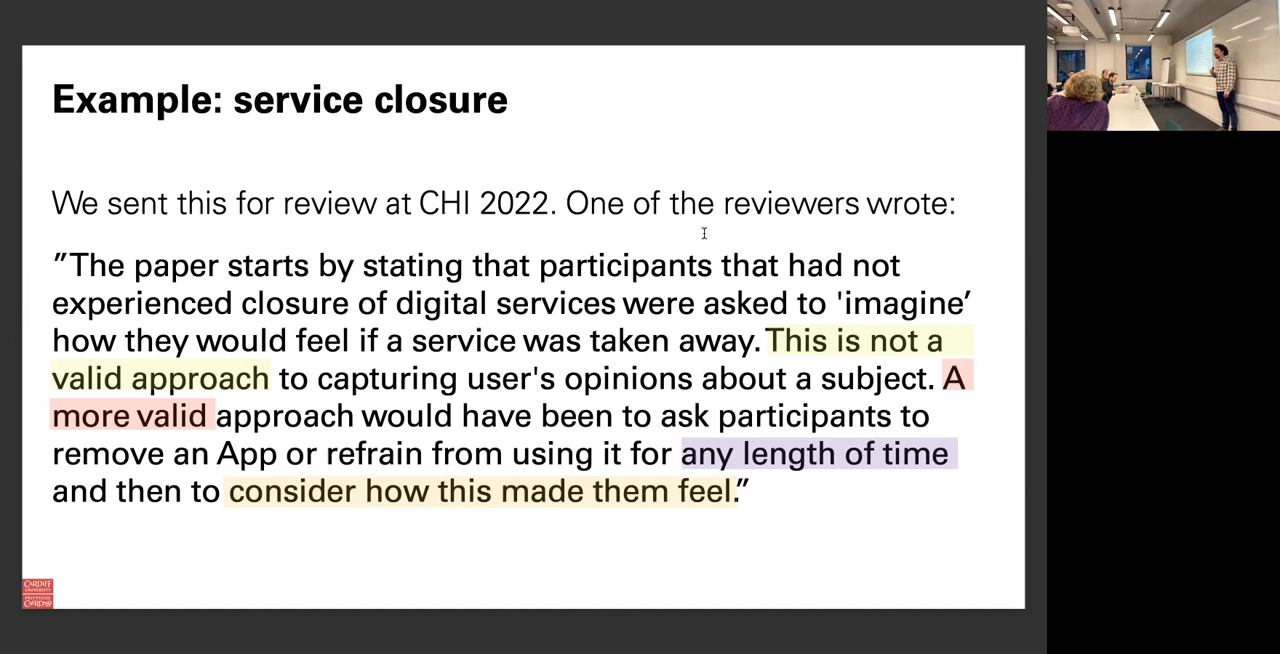 Example: service closure
We sent this for review at CHI 2022. One of the reviewers wrote:
”The paper starts by stating that participants that had not
experienced closure of digital services were asked to 'imagine’
how they would feel if a service was taken away. This is not a
valid approach to capturing user's opinions about a subject. A
more valid approach would have been to ask participants to
remove an App or refrain from using it for any length of time
and then to consider how this made them feel.”
CARDIFF
UNIVERSITY
PRIFYSGOL
CAERDYDD